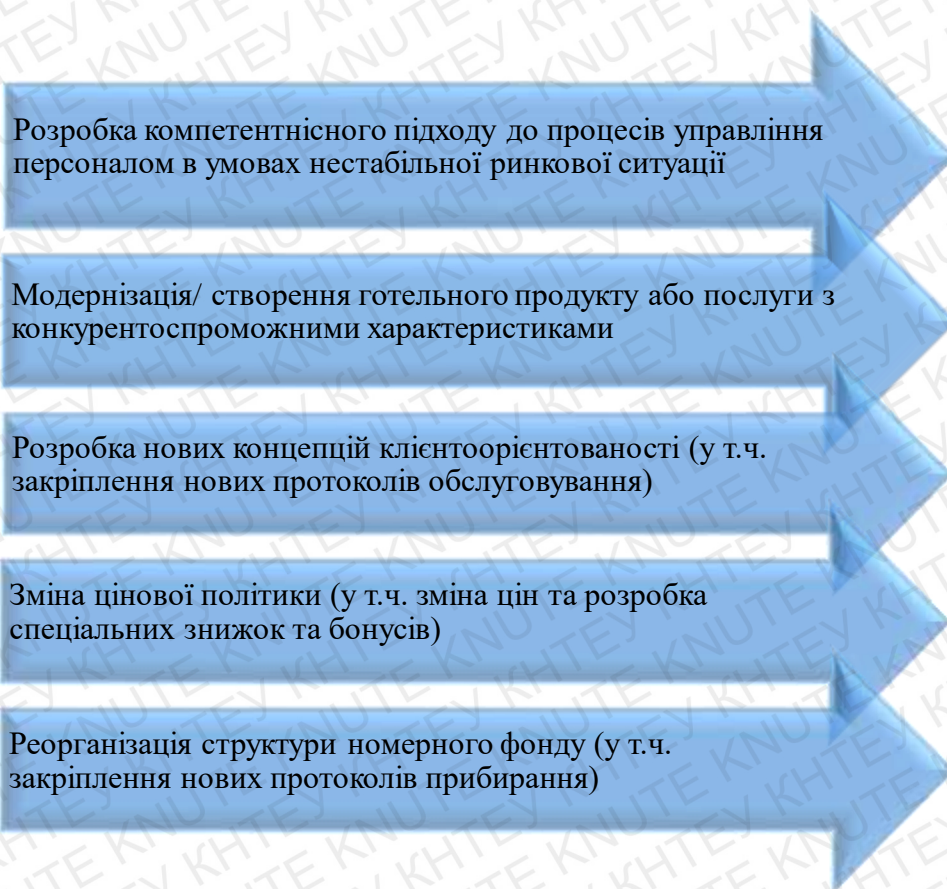 Розробка компетентнісного підходу до процесів управління
персоналом в умовах нестабільної ринкової ситуації
Модернізація/ створення готельного продукту або послуги з
конкурентоспроможними характеристиками
Розробка нових концепцій клієнтоорієнтованості (у т.ч.
закріплення нових протоколів обслуговування)
Зміна цінової політики (у т.ч. зміна цін та розробка
спеціальних знижок та бонусів)
Реорганізація структури номерного фонду (у т.ч.
закріплення нових протоколів прибирання)